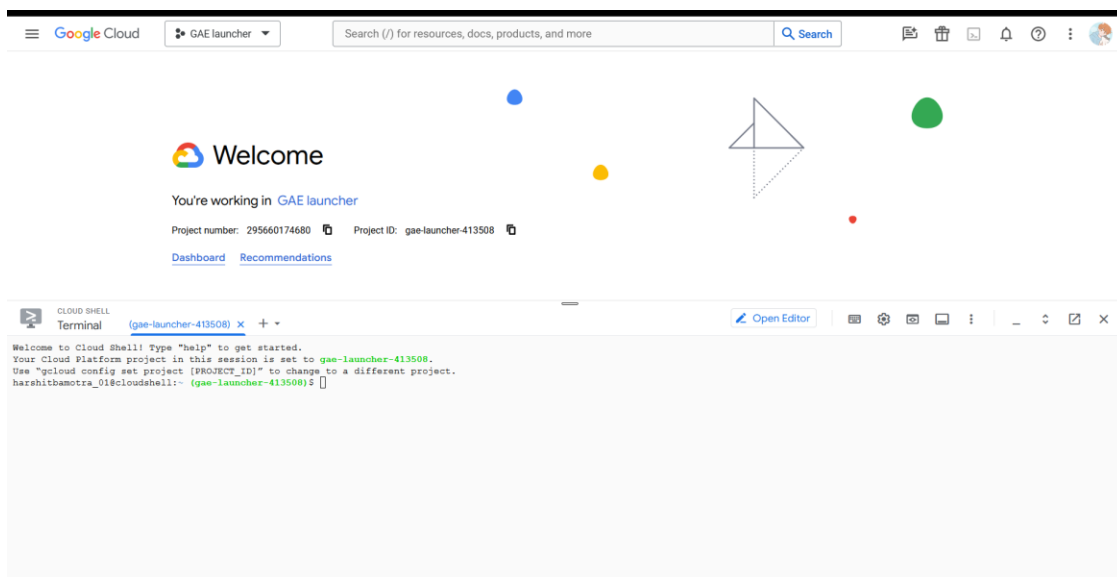 Google Cloud
GAE launcher
Search (/) for resources, docs, products, and more
Search
Welcome
You're working in GAE launcher
Project number: 295660174680 Project ID: gae-launcher-413508
Dashboard Recommendations
CLOUD SHELL
Terminal
(gae-launcher-413508)
Open Editor
Welcome to Cloud Shell! Type "help" to get started.
Your Cloud Platform project in this session is set to gae-launcher-413508.
Use “gcloud config set project [PROJECT_ID]” to change to a different project.
harshitbamotra_01@cloudshell:~ (gae-launcher-413508)$